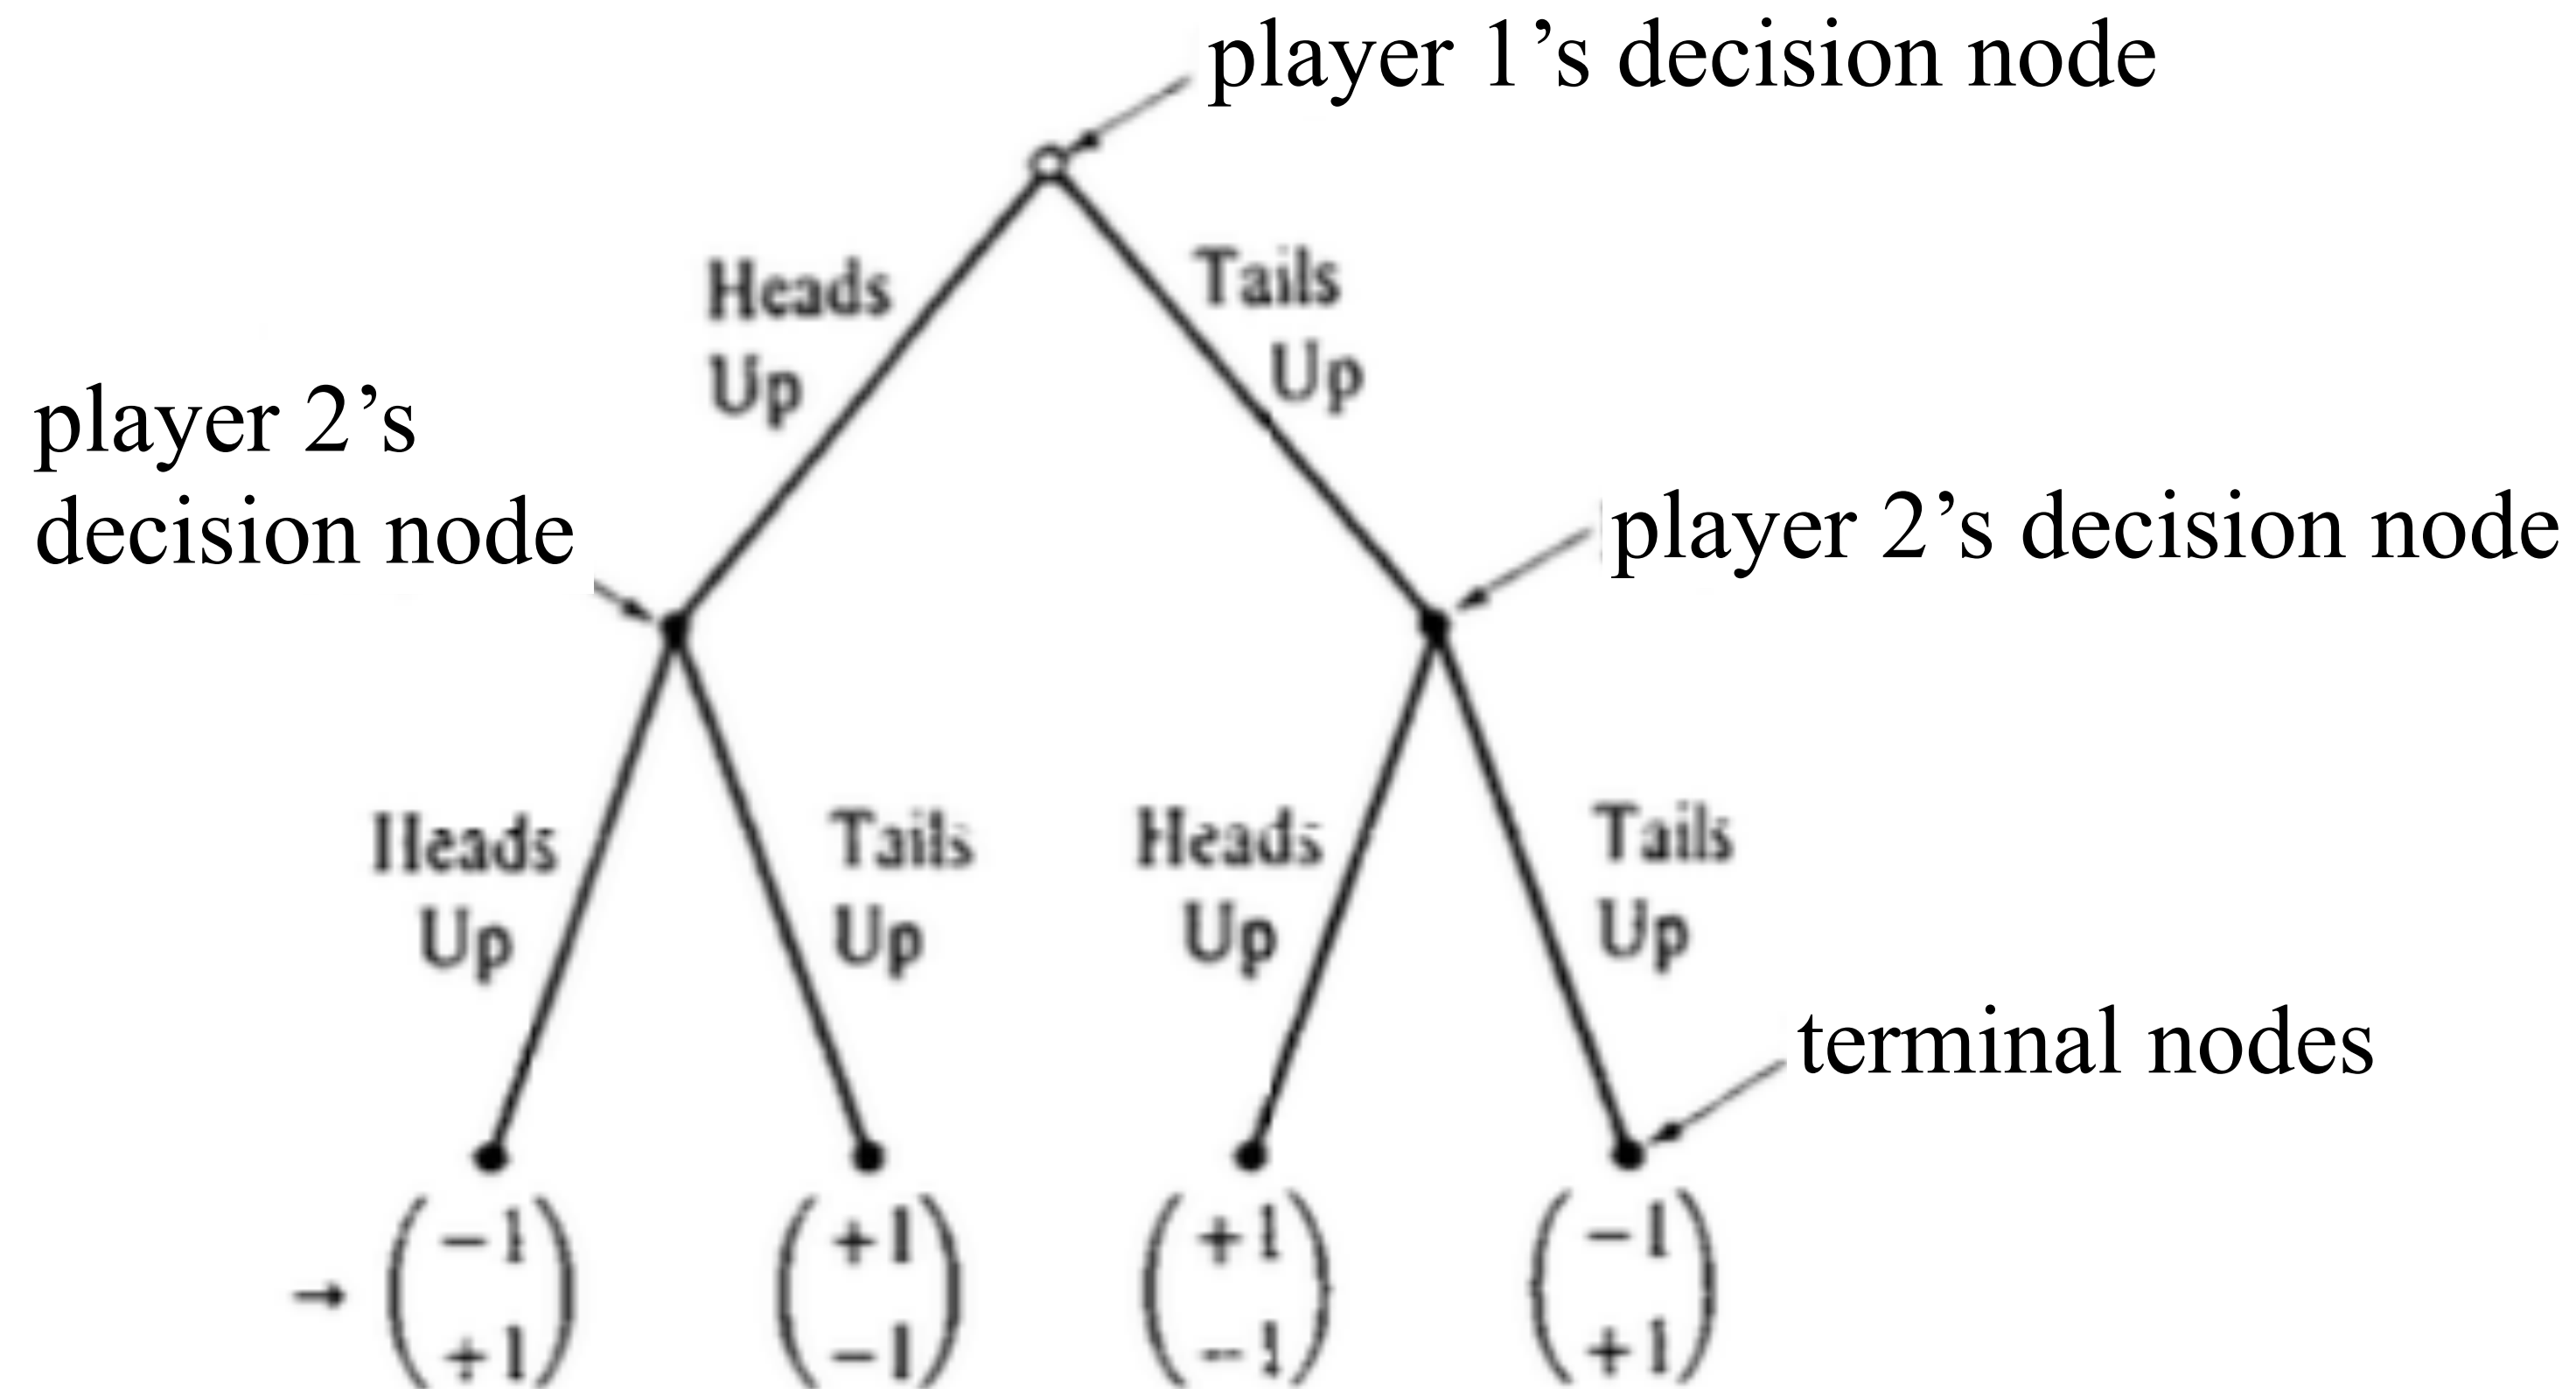 player 1’s decision node
Heads
Up
Tails
Up
player 2’s
decision node
player 2’s decision node
Heads
Up
Tails
Up
Heads
Up
Tails
Up
terminal nodes
→ (−1 +1) (+1 −1) (+1 −1) (−1 +1)